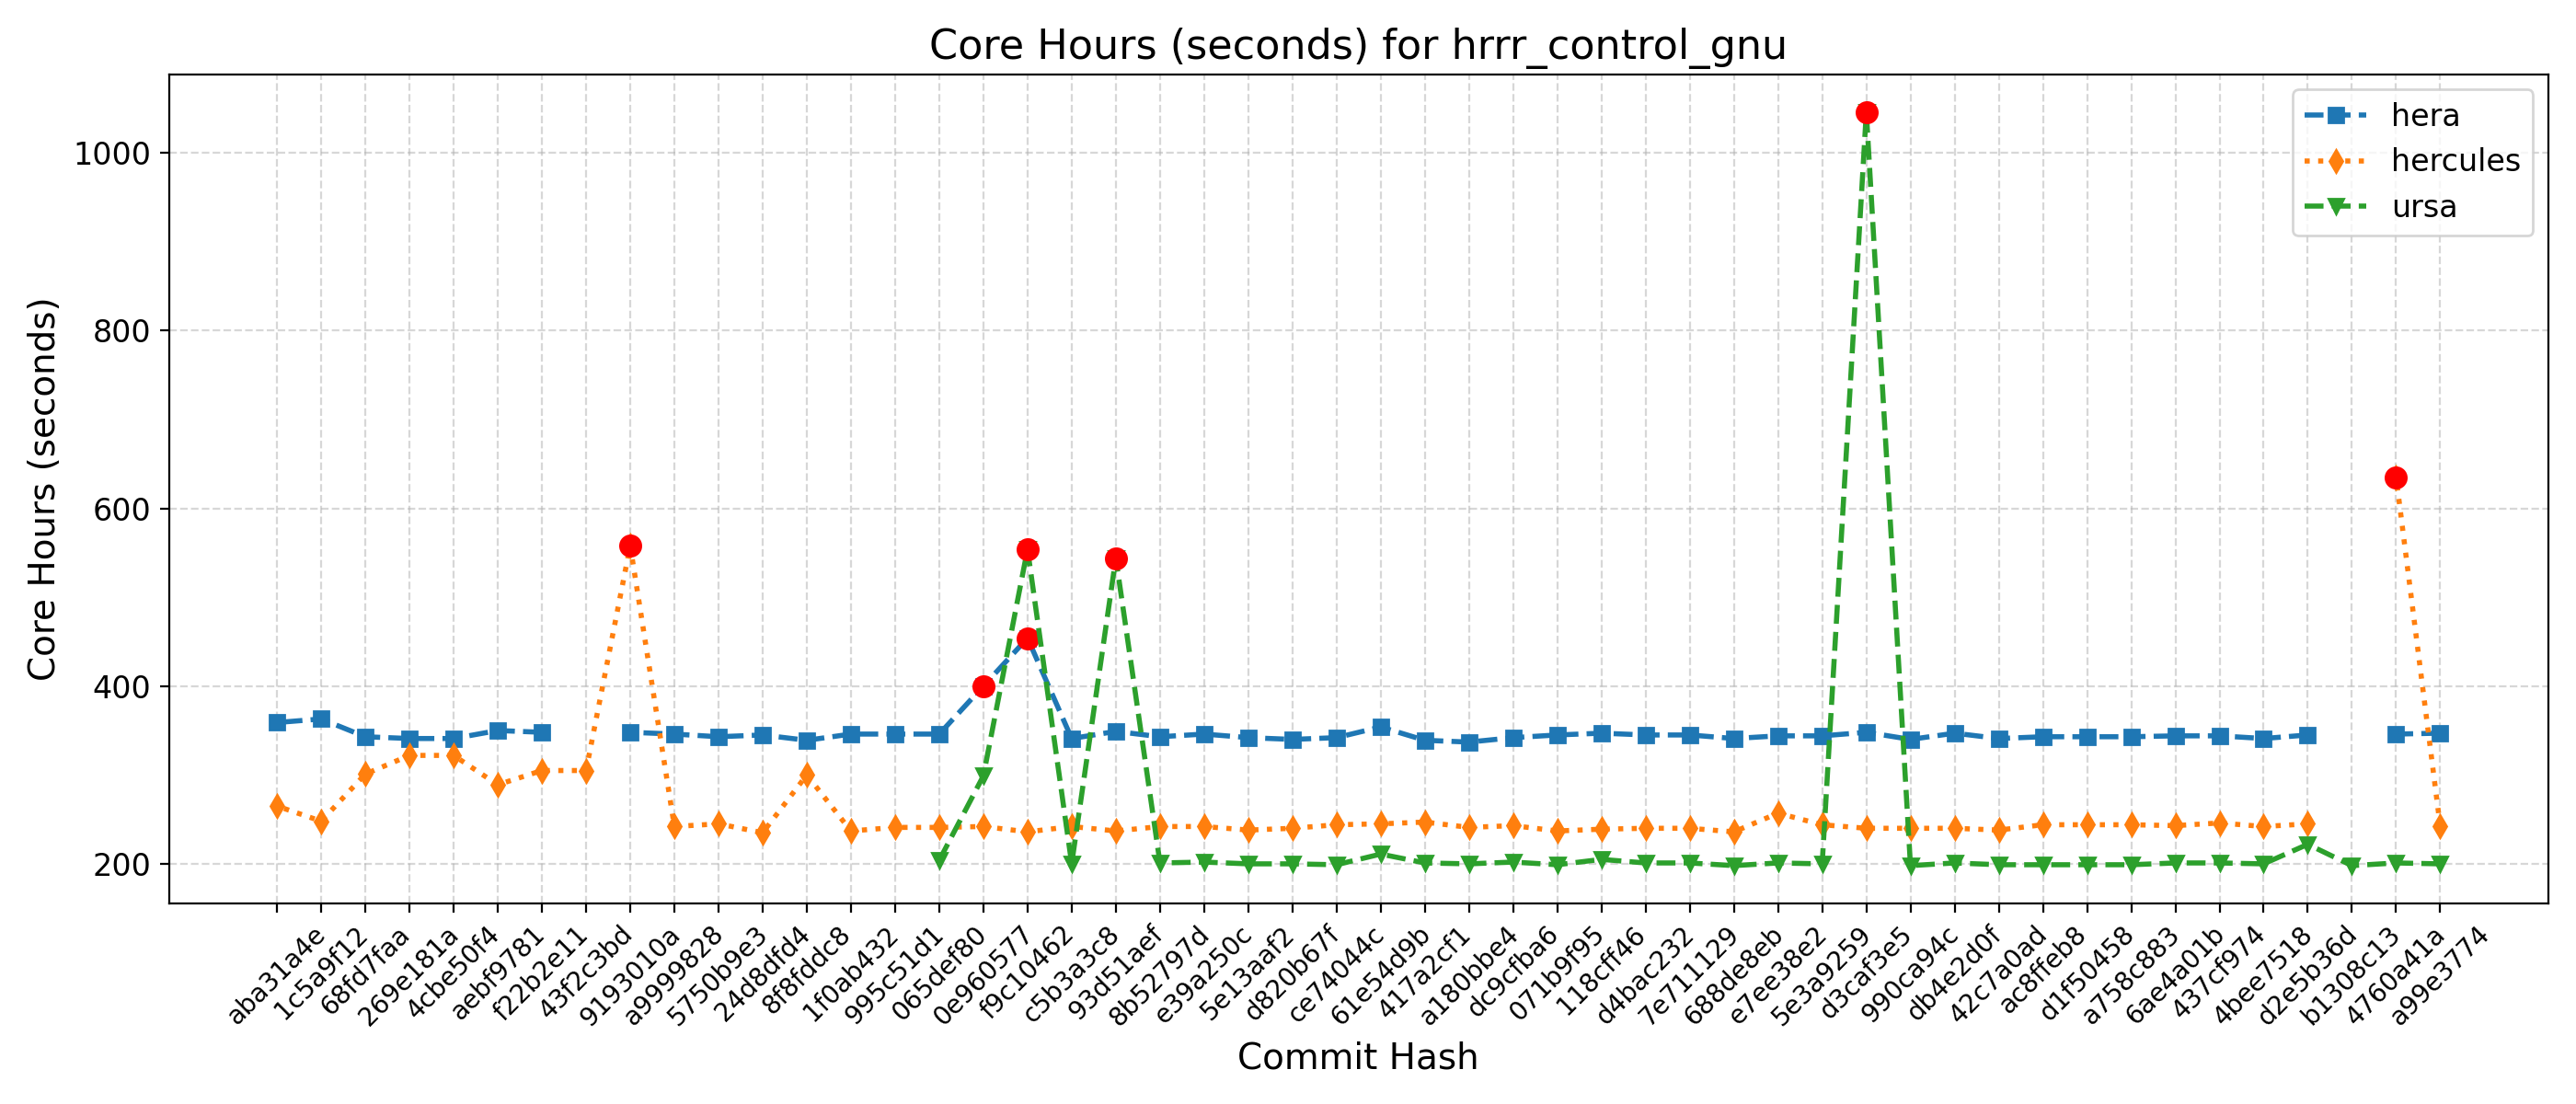 Core Hours (seconds) for hrrr_control_gnu
hera
hercules
ursa
Core Hours (seconds)
1000
800
600
400
200
aba31a4e
1c5a9f12
68fd7faa
269e181a
4cbe50f4
aebf9781
f22b2e11
43f2c3bd
9193010a
a9999828
5750b9e3
24d8dfd4
8f8fddc8
1f0ab432
995c51d1
065def80
0e960577
f9c10462
c5b3a3c8
93d51aef
8b52797d
e39a250c
5e13aaf2
d820b67f
ce74044c
61e54d9b
417a2cf1
a180bbe4
dc9cfba6
071b9f95
118cff46
d4bac232
7e711129
688de8eb
e7ee38e2
5e3a9259
d3caf3e5
990ca94c
db4e2d0f
42c7a0ad
ac8ffeb8
d1f50458
a758c883
6ae4a01b
437cf974
4bee7518
d2e5b36d
b1308c13
4760a41a
a99e3774
Commit Hash